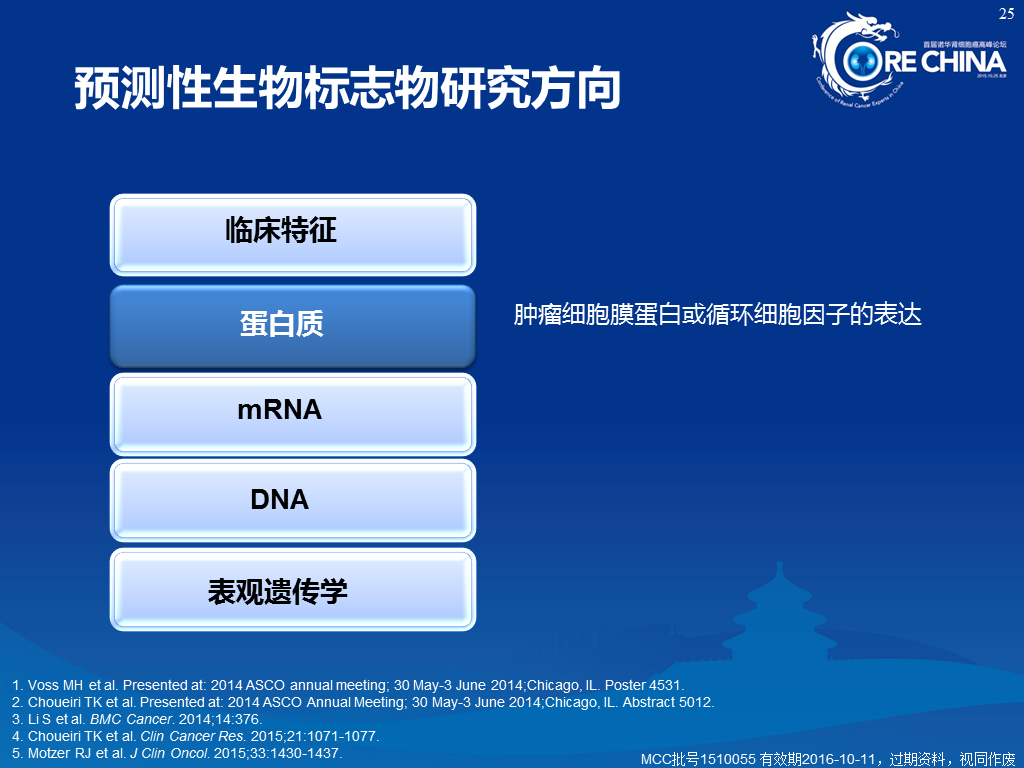 25
首届诺华肾细胞癌高峰论坛
ORE CHINA
2015.10.25 北京
Conference of Renal Cancer Experts in China
预测性生物标志物研究方向
临床特征
蛋白质
肿瘤细胞膜蛋白或循环细胞因子的表达
mRNA
DNA
表观遗传学
1. Voss MH et al. Presented at: 2014 ASCO annual meeting; 30 May-3 June 2014;Chicago, IL. Poster 4531.
2. Choueiri TK et al. Presented at: 2014 ASCO Annual Meeting; 30 May-3 June 2014;Chicago, IL. Abstract 5012.
3. Li S et al. BMC Cancer. 2014;14:376.
4. Choueiri TK et al. Clin Cancer Res. 2015;21:1071-1077.
5. Motzer RJ et al. J Clin Oncol. 2015;33:1430-1437.
MCC批号1510055 有效期2016-10-11，过期资料，视同作废